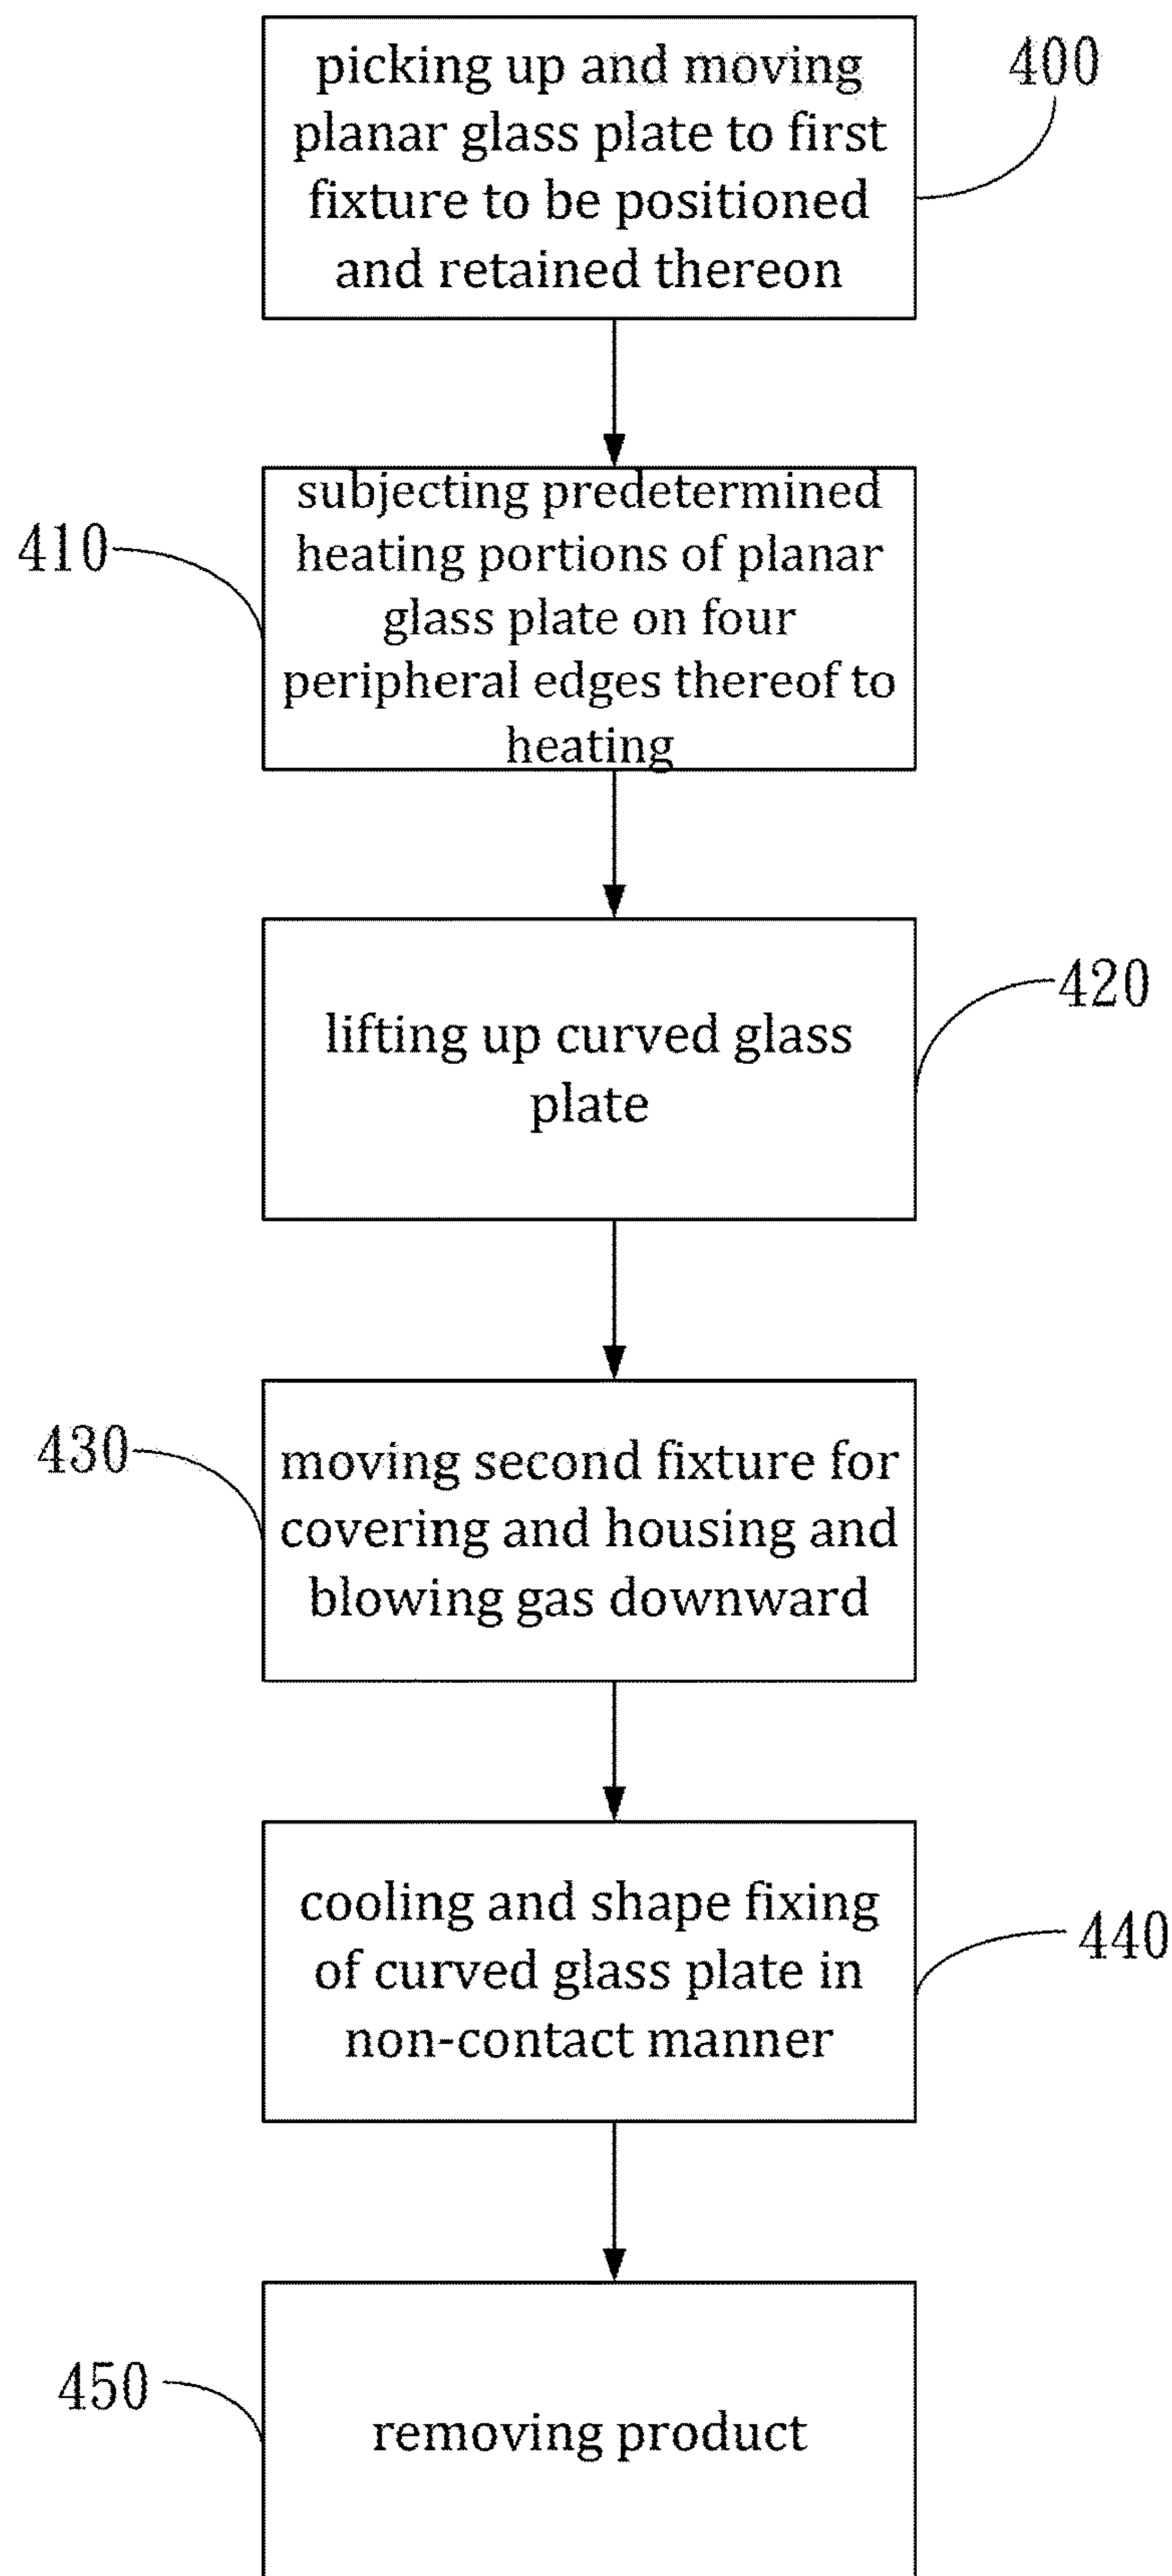 picking up and moving
planar glass plate to first
fixture to be positioned
and retained thereon
400
subjecting predetermined
heating portions of planar
glass plate on four
peripheral edges thereof to
heating
410
lifting up curved glass
plate
420
moving second fixture for
covering and housing and
blowing gas downward
430
cooling and shape fixing
of curved glass plate in
non-contact manner
440
removing product
450